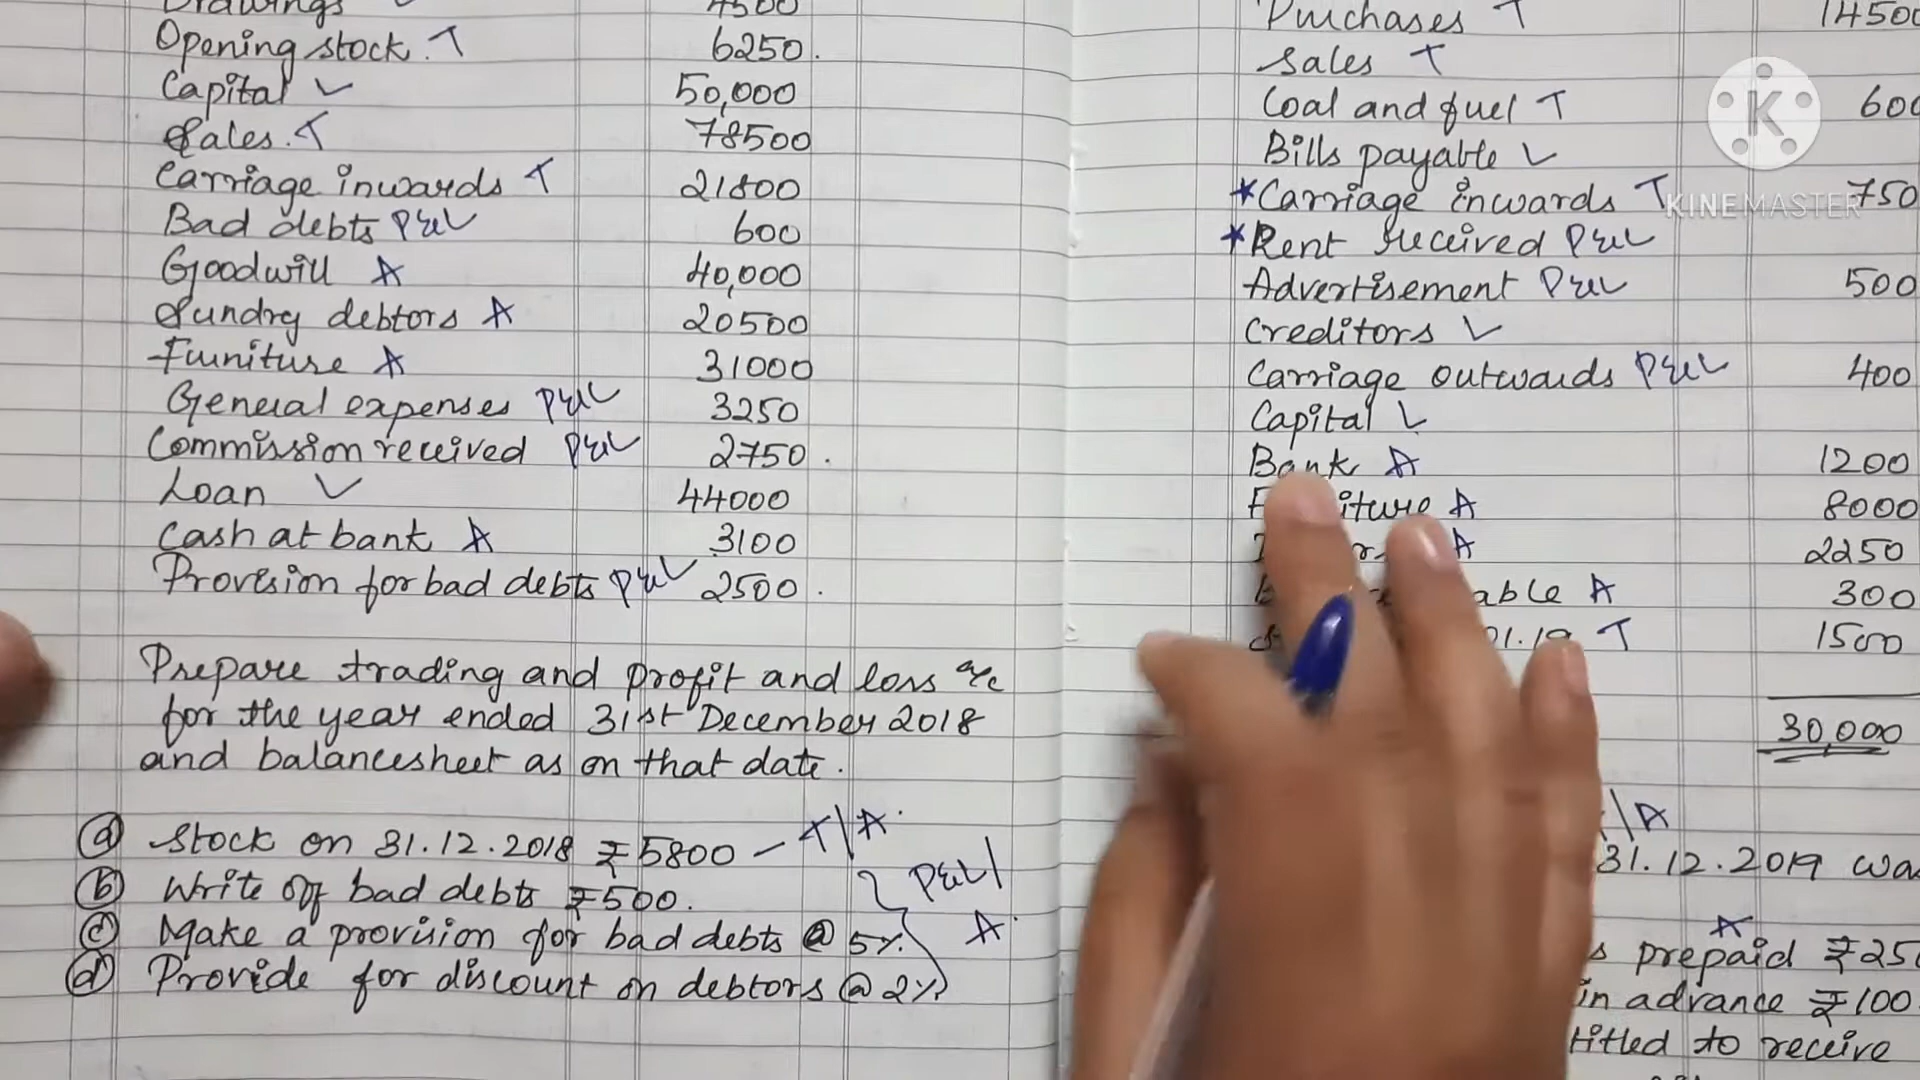 Drawings 4500
Opening stock. T 6250.
Capital L 50,000
Sales. T 78500
Carriage inwards T 21800
Bad debts P&L 600
Goodwill A 40,000
Sundry debtors A 20500
Furniture A 31000
General expenses P&L 3250
Commission received P&L 2750.
Loan L 44000
Cash at bank A 3100
Provision for bad debts P&L 2500.
Prepare trading and profit and loss a/c
for the year ended 31st December 2018
and balancesheet as on that date.
(a) Stock on 31.12.2018 ₹5800 - T/A.
(b) Write off bad debts ₹500.
(c) Make a provision for bad debts @ 5%.
(d) Provide for discount on debtors @ 2%
P&L/
A.
Purchases T 14500
Sales T
Coal and fuel T 600
Bills payable L
*Carriage inwards T 750
*Rent received P&L
Advertisement P&L 500
Creditors L
Carriage outwards P&L 400
Capital L
Bank A 1200
A 8000
A 2250
A 300
T 1500
30,000
/A
31.12.2019
A
prepaid ₹25
in advance ₹100
to receive
K
KINEMASTER